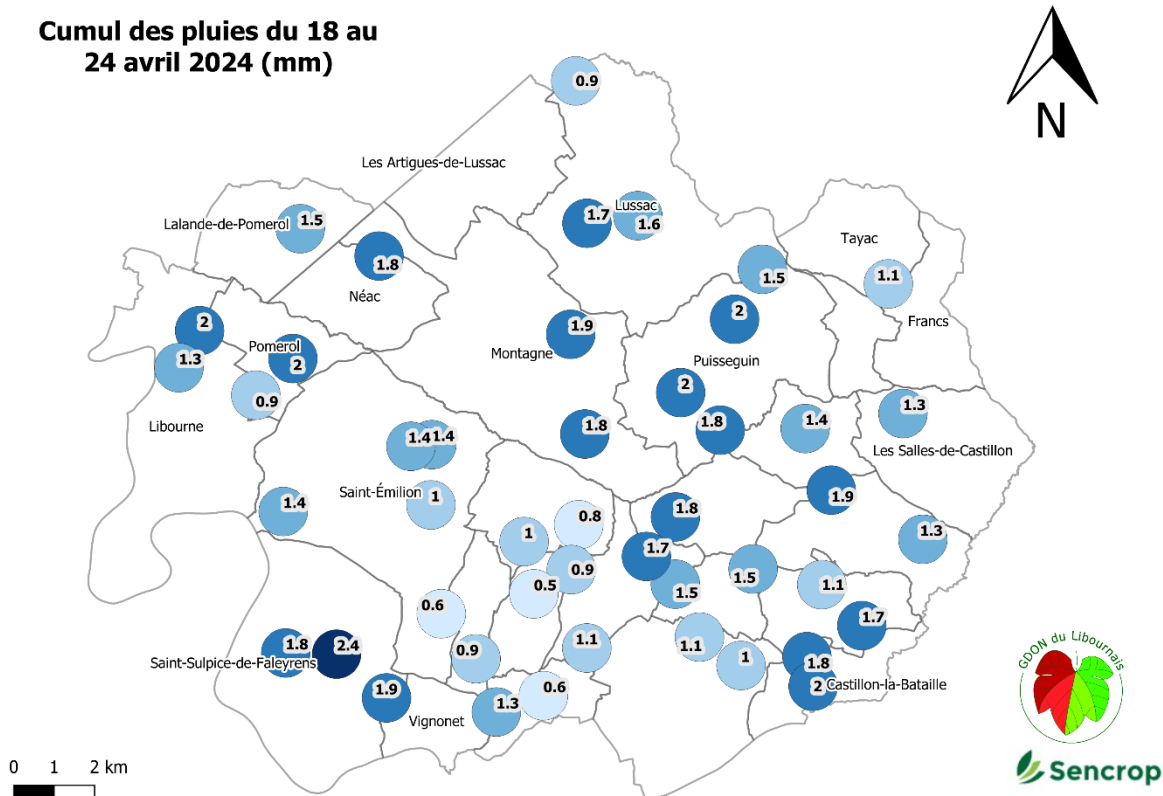 Cumul des pluies du 18 au
24 avril 2024 (mm)
N
0.9
Les Artigues-de-Lussac
Lalande-de-Pomerol
1.5
1.7
Lussac
1.6
Tayac
1.8
Néac
1.5
1.1
Francs
2
1.3
Pomerol
2
0.9
Libourne
1.9
Montagne
2
Puisseguin
2
1.8
1.8
1.4
1.3
Les Salles-de-Castillon
1.4
1.4
Saint-Émilion
1
1.4
1.9
1.3
0.8
1
0.9
0.5
1.8
1.7
1.5
1.5
1.1
1.7
0.6
0.9
1.1
1.1
1
1.8
2
Castillon-la-Bataille
1.8
2.4
Saint-Sulpice-de-Faleyrens
1.9
Vignonet
1.3
0.6
GDON du Libournais
Sencrop
0 1 2 km